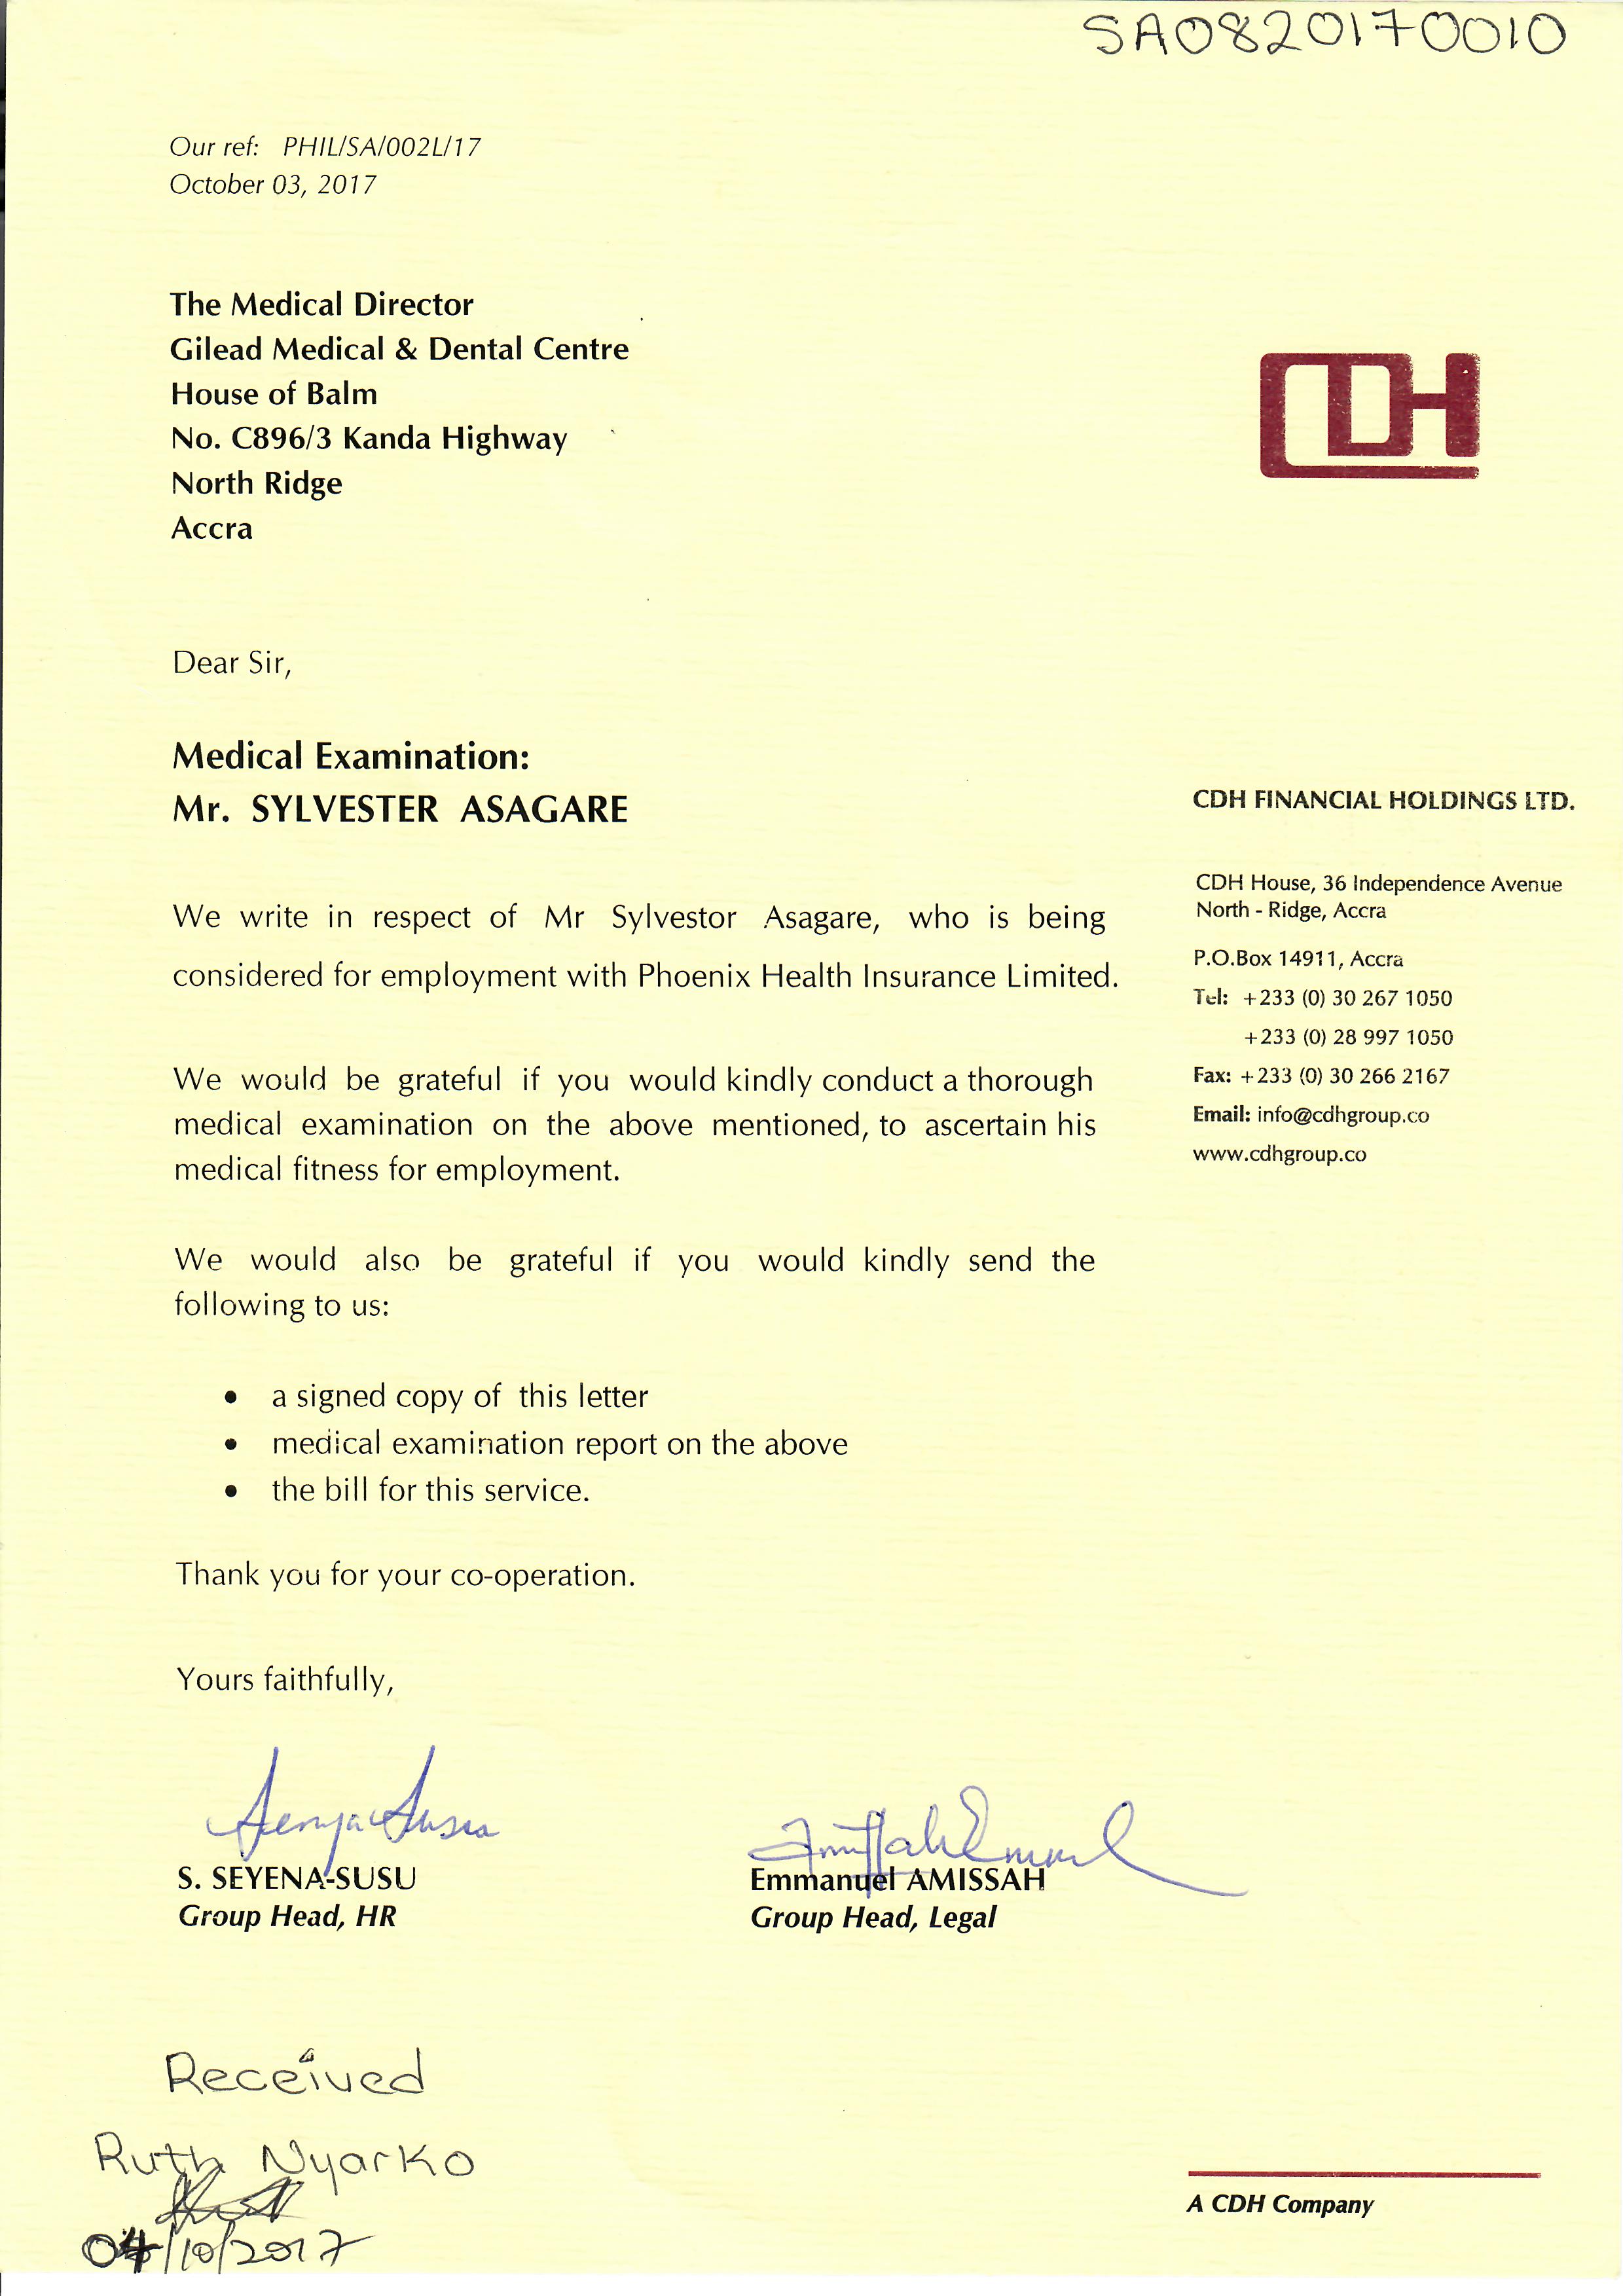 SA0820170010
Our ref: PHIL/SA/002L/17
October 03, 2017
The Medical Director
Gilead Medical & Dental Centre
House of Balm
No. C896/3 Kanda Highway
North Ridge
Accra
CDH
Dear Sir,
Medical Examination:
Mr. SYLVESTER ASAGARE
We write in respect of Mr Sylvestor Asagare, who is being
considered for employment with Phoenix Health Insurance Limited.
We would be grateful if you would kindly conduct a thorough
medical examination on the above mentioned, to ascertain his
medical fitness for employment.
We would also be grateful if you would kindly send the
following to us:
• a signed copy of this letter
• medical examination report on the above
• the bill for this service.
Thank you for your co-operation.
Yours faithfully,
S. SEYENA-SUSU
Group Head, HR
Emmanuel AMISSAH
Group Head, Legal
CDH FINANCIAL HOLDINGS LTD.
CDH House, 36 Independence Avenue
North - Ridge, Accra
P.O.Box 14911, Accra
Tel: +233 (0) 30 267 1050
+233 (0) 28 997 1050
Fax: +233 (0) 30 266 2167
Email: info@cdhgroup.co
www.cdhgroup.co
Received
Ruth Nyarko
04/10/2017
A CDH Company